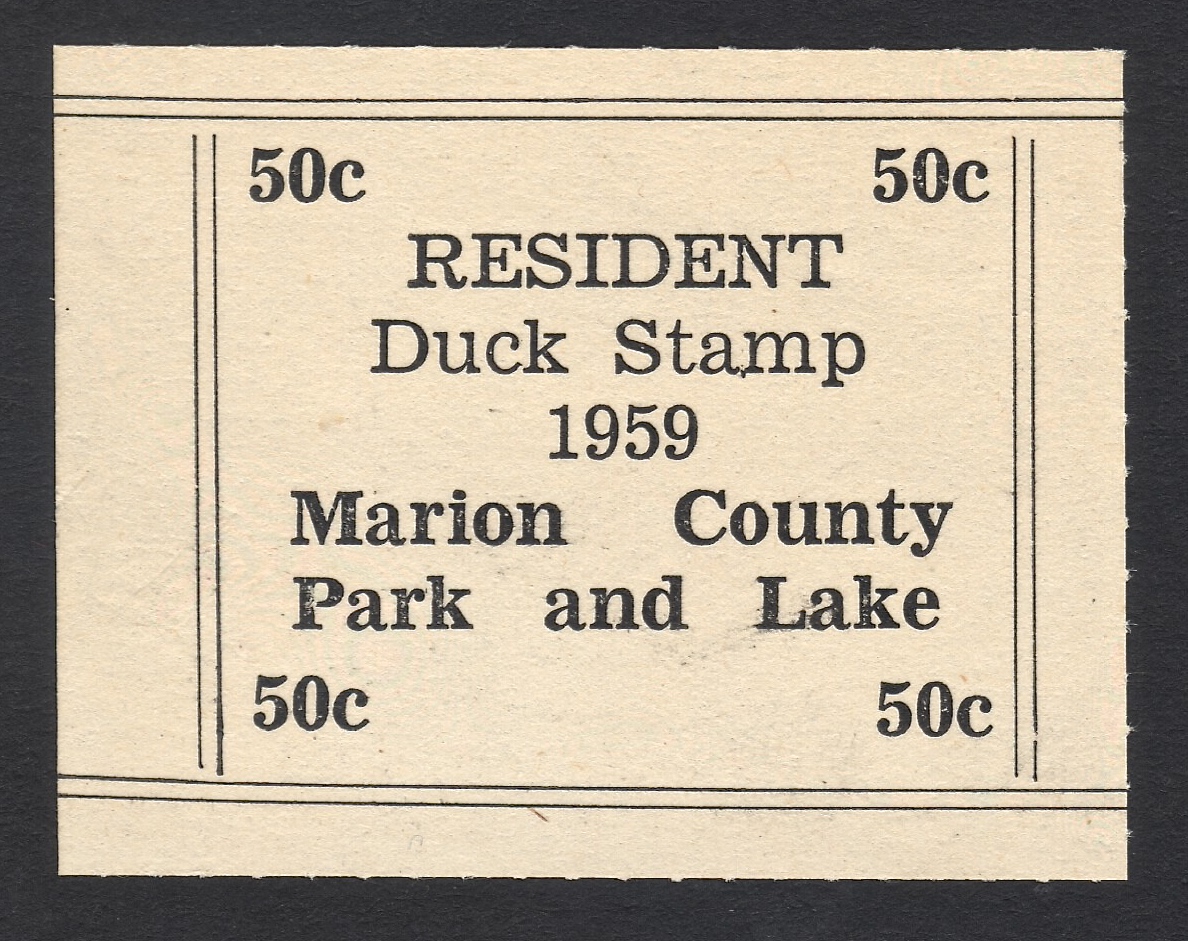 50c 50c
RESIDENT
Duck Stamp
1959
Marion County
Park and Lake
50c 50c